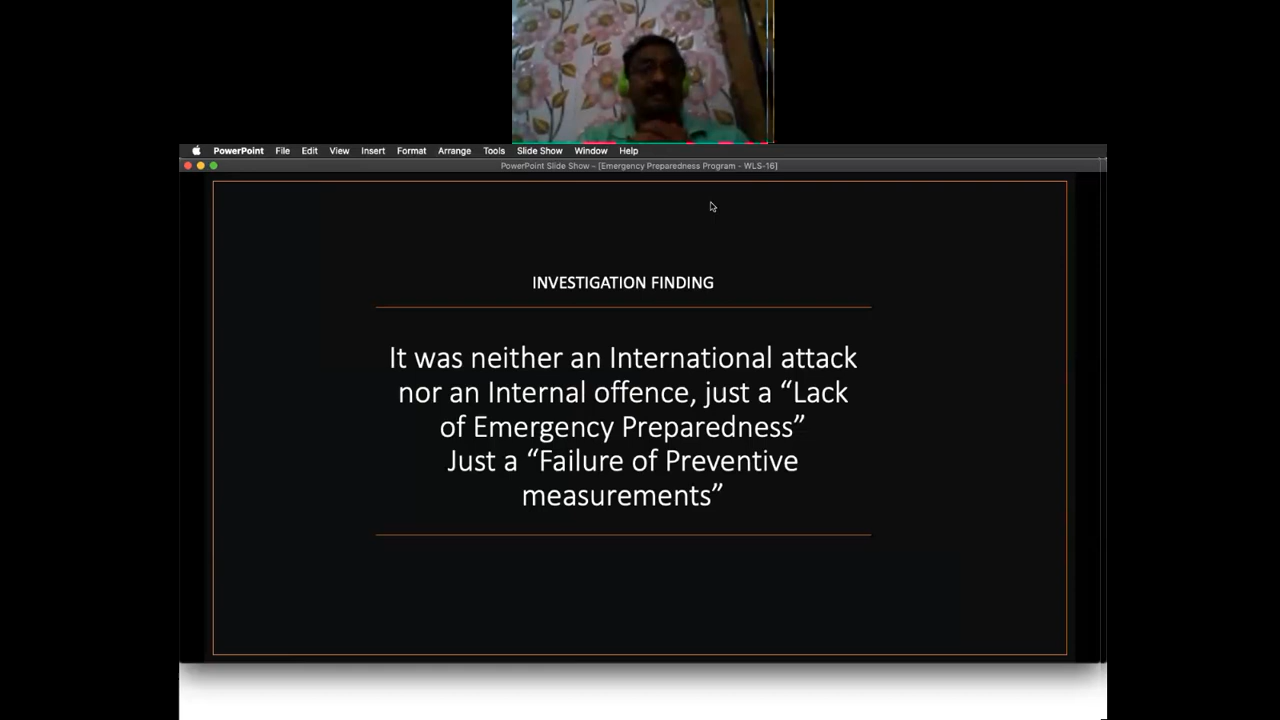 PowerPoint File Edit View Insert Format Arrange Tools Slide Show Window Help
PowerPoint Slide Show – [Emergency Preparedness Program - WLS-16]
INVESTIGATION FINDING
It was neither an International attack
nor an Internal offence, just a “Lack
of Emergency Preparedness”
Just a “Failure of Preventive
measurements”